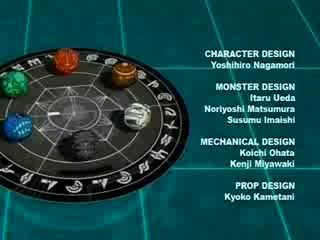 CHARACTER DESIGN
Yoshihiro Nagamori
MONSTER DESIGN
Itaru Ueda
Noriyoshi Matsumura
Susumu Imaishi
MECHANICAL DESIGN
Koichi Ohata
Kenji Miyawaki
PROP DESIGN
Kyoko Kametani